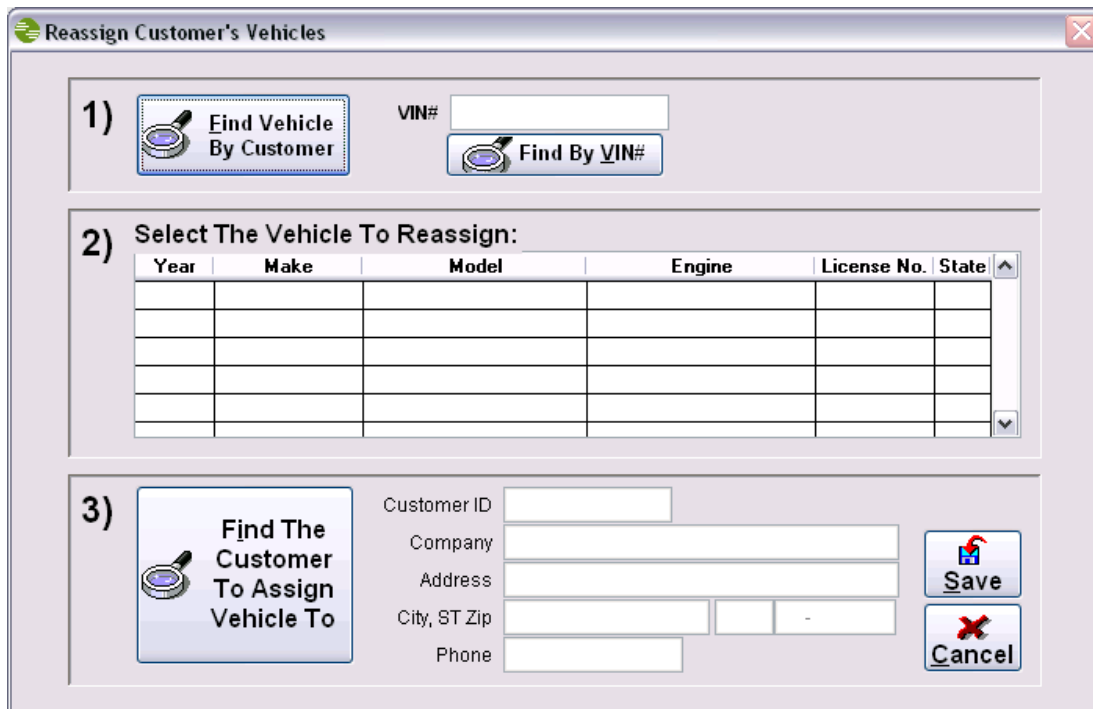 Reassign Customer's Vehicles
1)
Find Vehicle
By Customer
VIN#
Find By VIN#
2)
Select The Vehicle To Reassign:
Year Make Model Engine License No. State
3)
Find The
Customer
To Assign
Vehicle To
Customer ID
Company
Address
City, ST Zip -
Phone
Save
Cancel